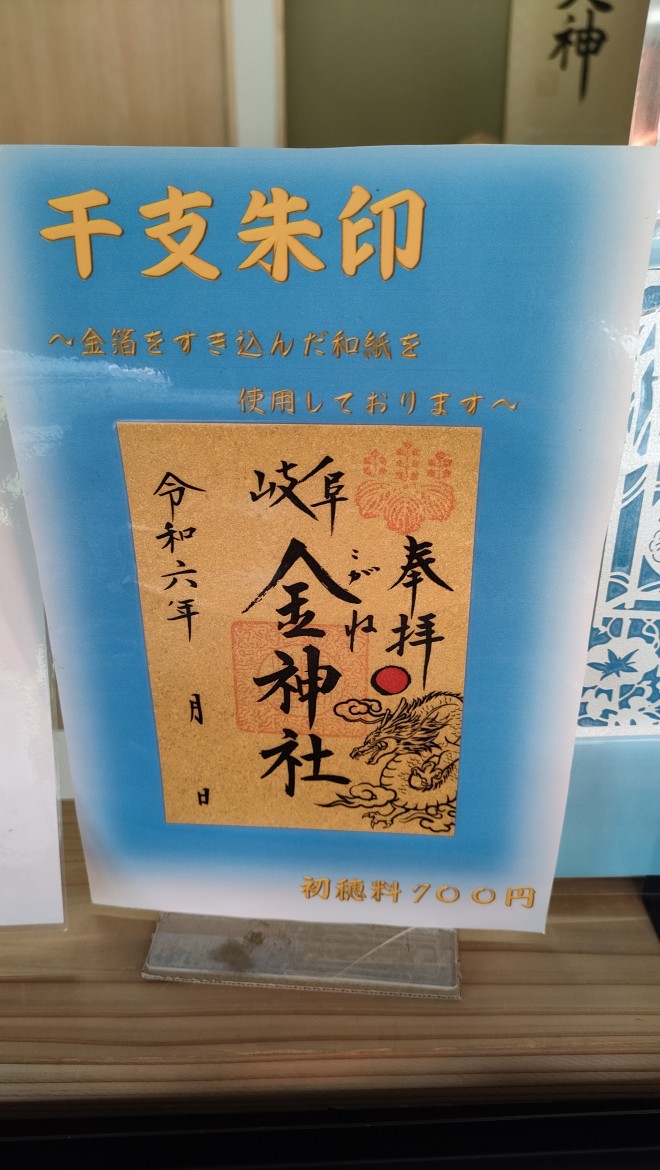 干支朱印
～金箔をすき込んだ和紙を
使用しております～
奉拝
岐阜
こがね
金神社
令和六年
月
日
初穂料700円
神